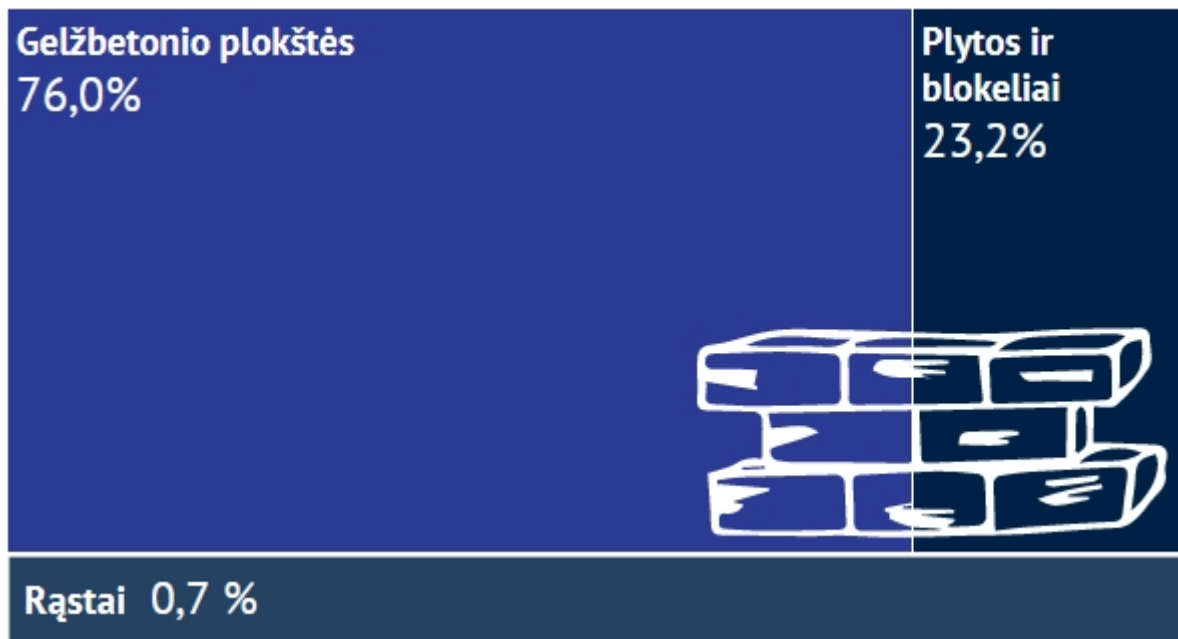 Gelžbetonio plokštės
76,0%
Plytos ir
blokeliai
23,2%
Rąstai 0,7 %